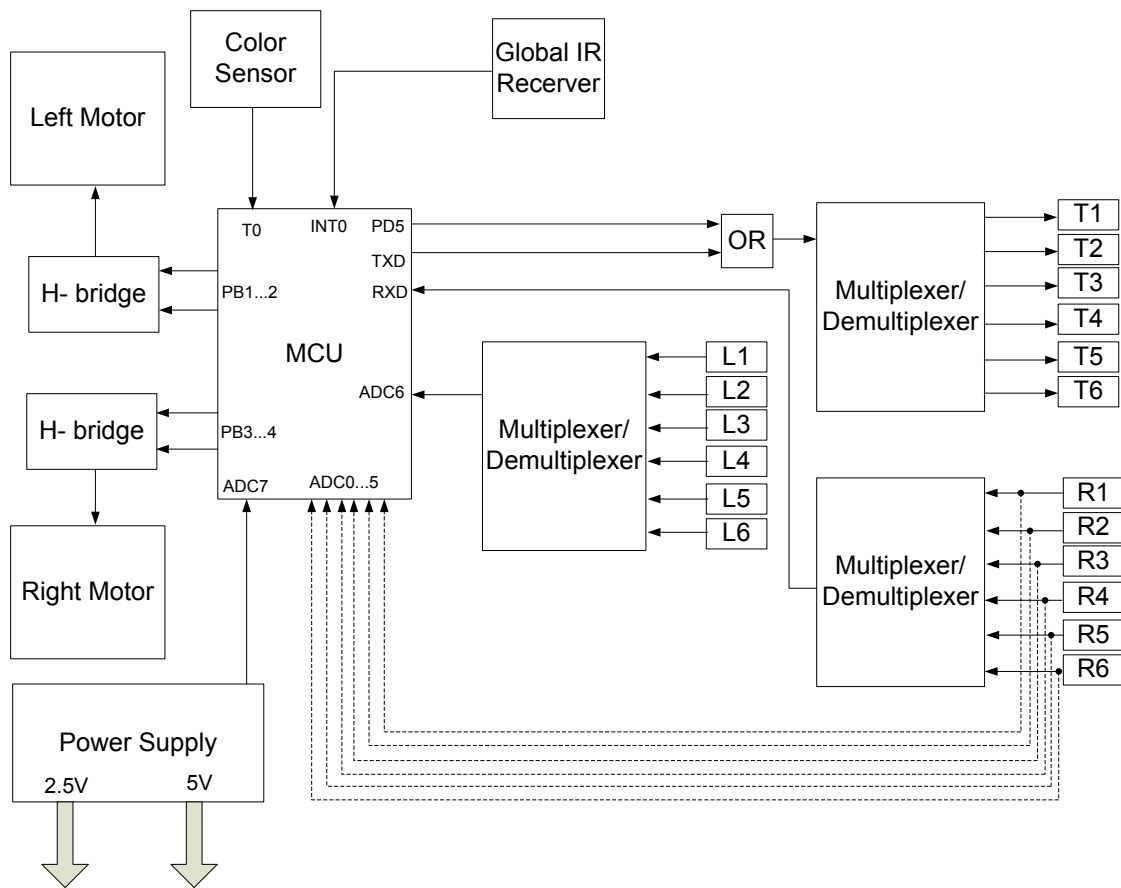 Color
Sensor
Global IR
Recerver
Left Motor
T0
INT0
PD5
TXD
RXD
OR
Multiplexer/
Demultiplexer
T1
T2
T3
T4
T5
T6
H- bridge
PB1...2
MCU
ADC6
Multiplexer/
Demultiplexer
L1
L2
L3
L4
L5
L6
H- bridge
PB3...4
ADC7
ADC0...5
Right Motor
Multiplexer/
Demultiplexer
R1
R2
R3
R4
R5
R6
Power Supply
2.5V
5V